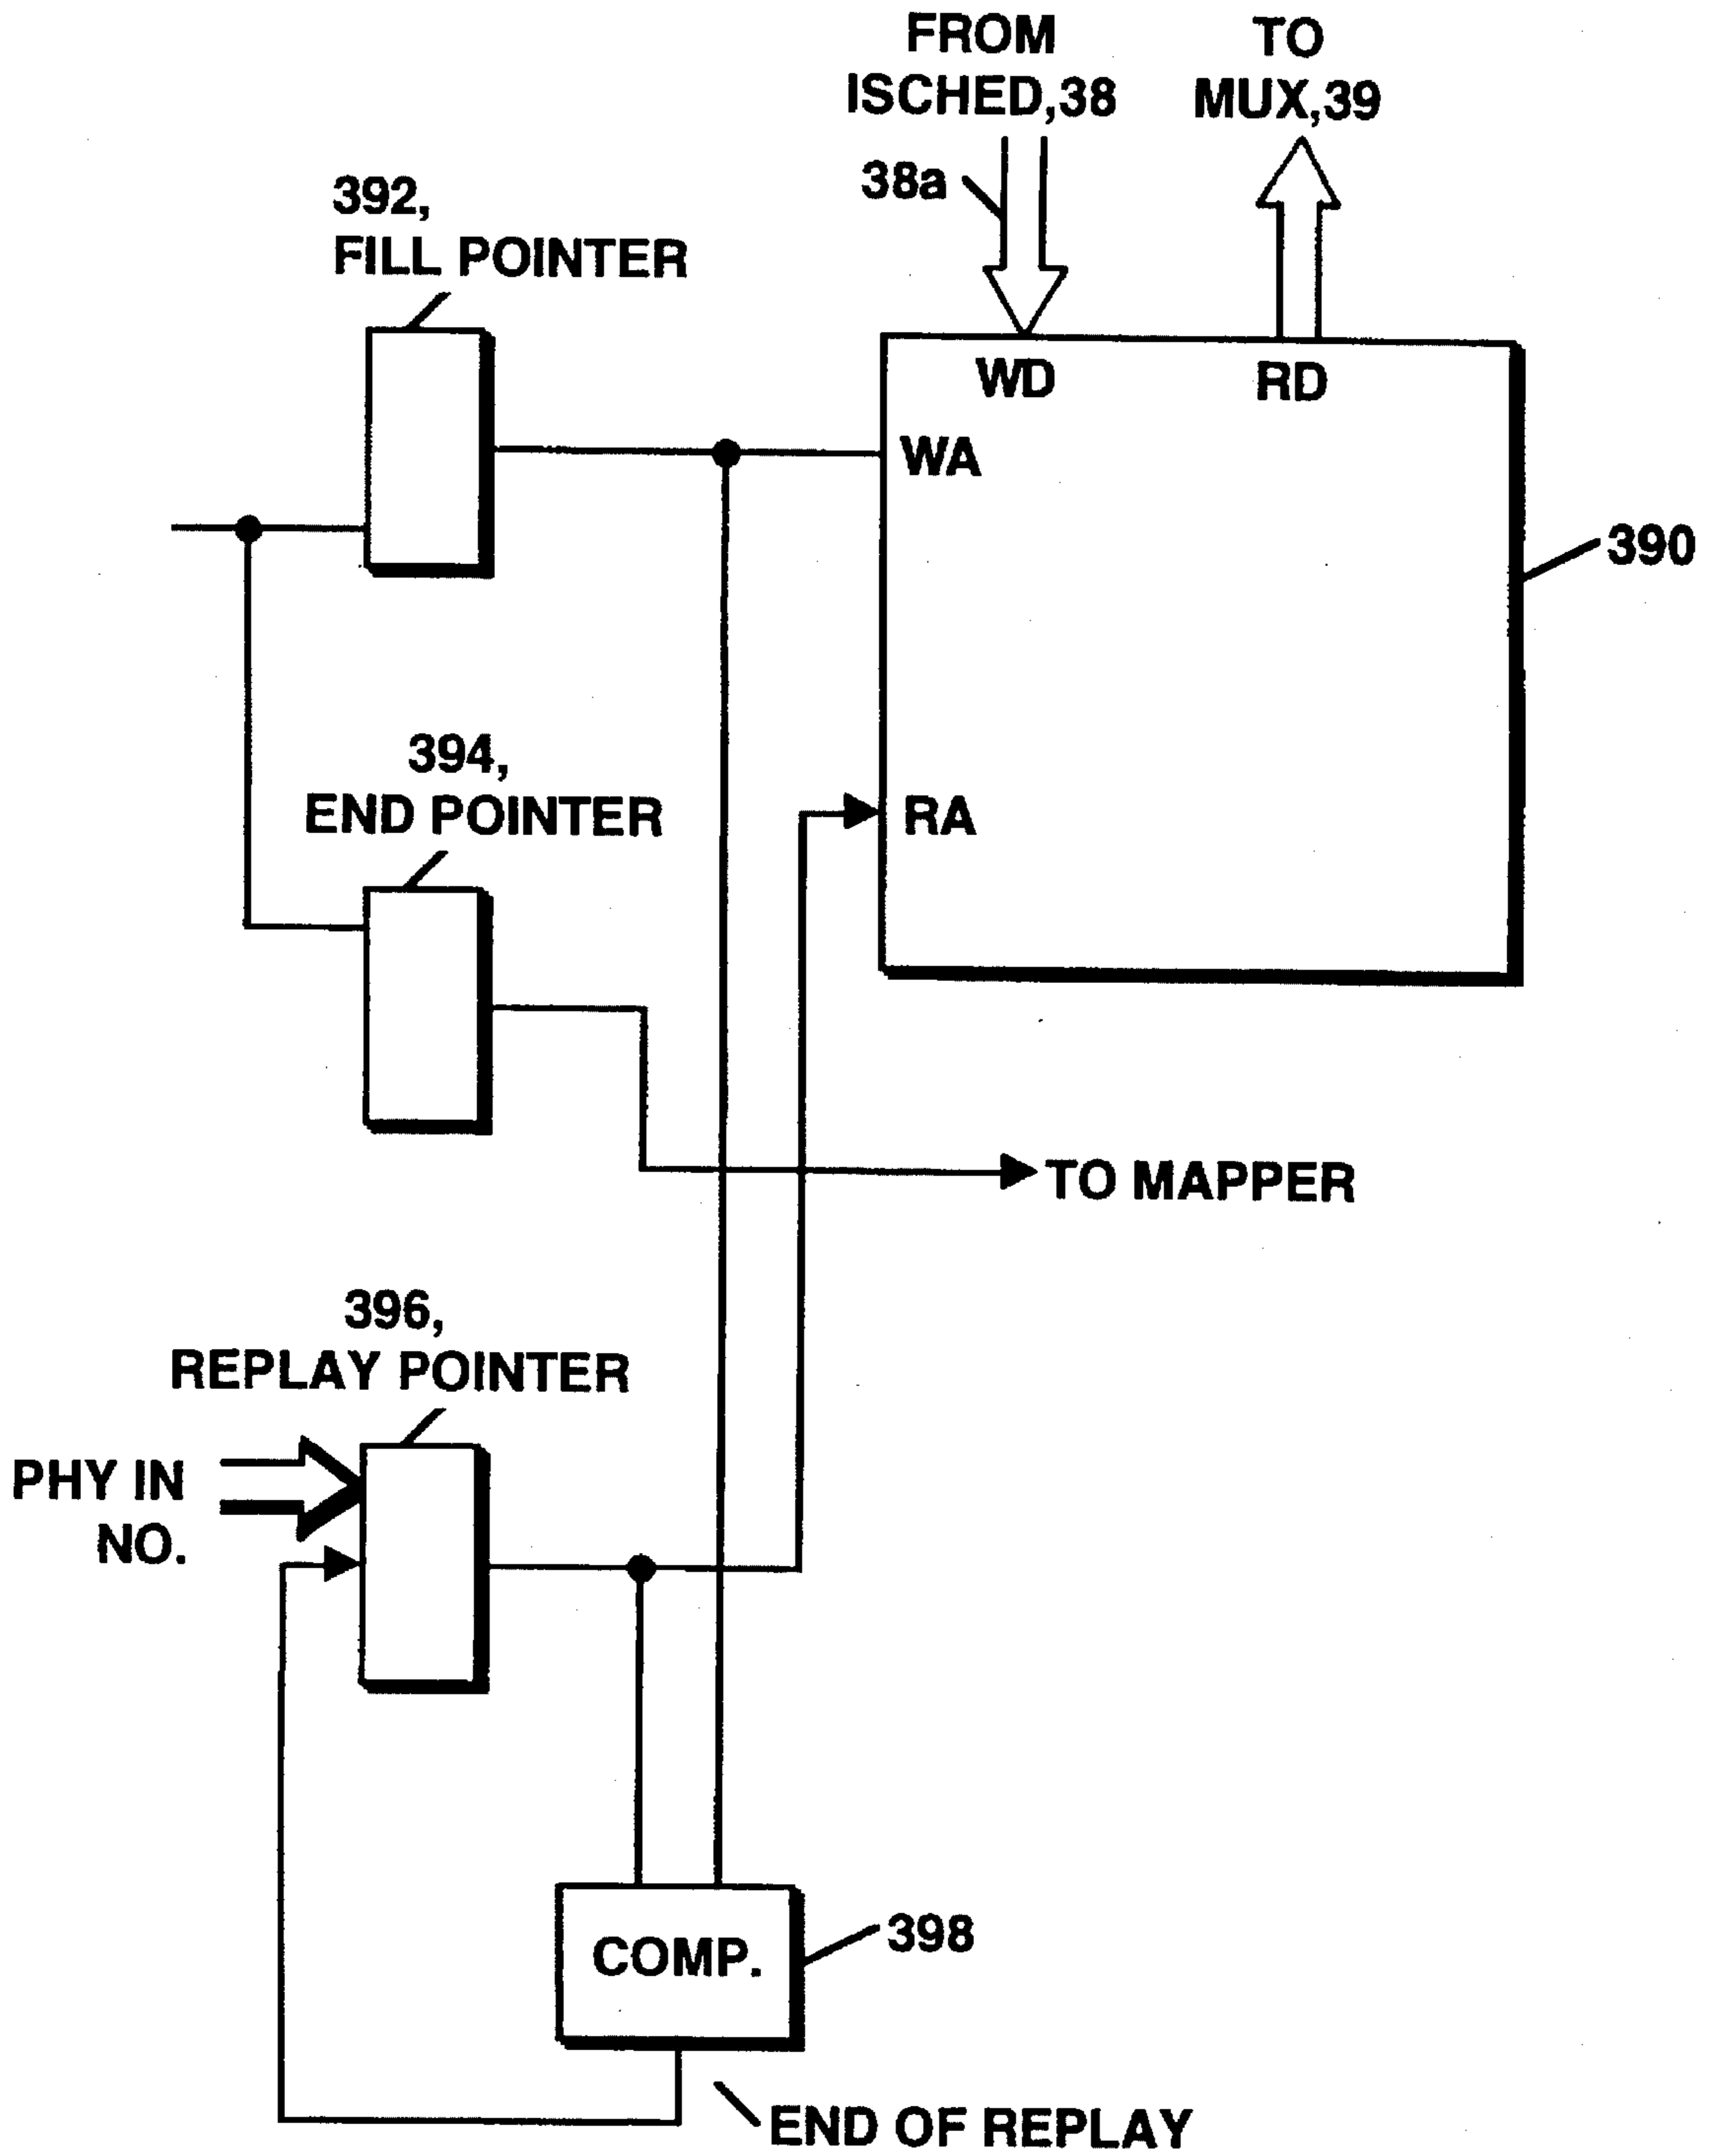 FROM
ISCHED,38
TO
MUX,39
38a
392,
FILL POINTER
WD
RD
WA
390
394,
END POINTER
RA
TO MAPPER
396,
REPLAY POINTER
PHY IN
NO.
COMP.
398
END OF REPLAY